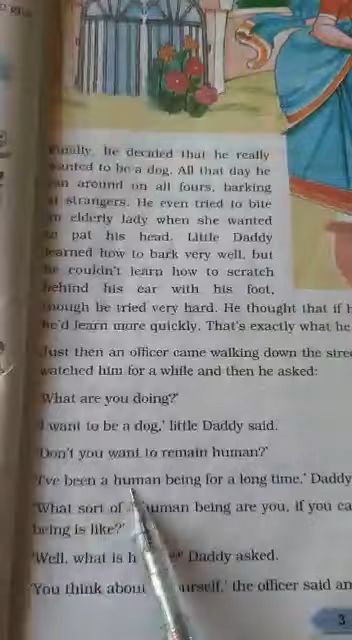 Finally, he decided that he really
wanted to be a dog. All that day he
ran around on all fours, barking
at strangers. He even tried to bite
an elderly lady when she wanted
to pat his head. Little Daddy
learned how to bark very well, but
he couldn't learn how to scratch
behind his ear with his foot,
though he tried very hard. He thought that if
he'd learn more quickly. That's exactly what he
Just then an officer came walking down the
watched him for a while and then he asked:
'What are you doing?'
'I want to be a dog,' little Daddy said.
'Don't you want to remain human?'
'I've been a human being for a long time,' Daddy
'What sort of human being are you, if you
being is like?'
'Well, what is Daddy asked.
'You think the officer said
3